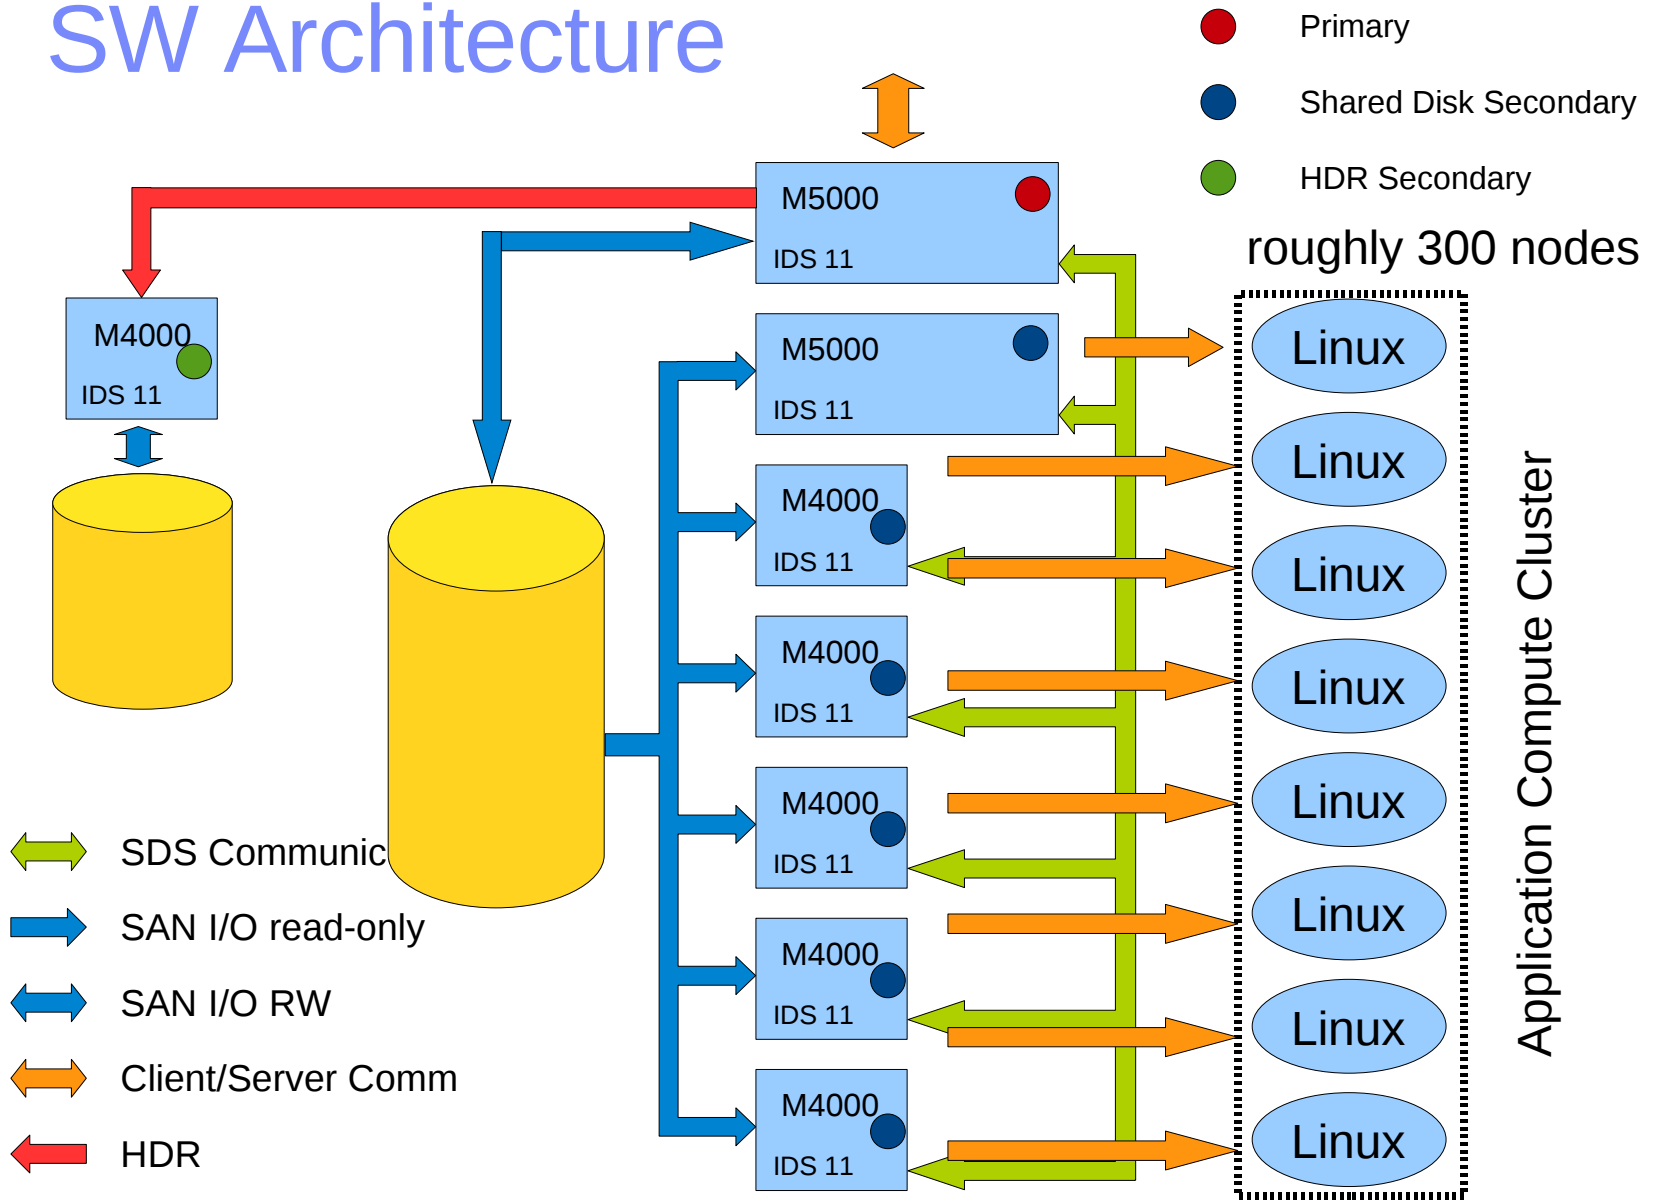 SW Architecture
Primary
Shared Disk Secondary
HDR Secondary
roughly 300 nodes
M5000
IDS 11
M4000
IDS 11
M5000
IDS 11
M4000
IDS 11
M4000
IDS 11
M4000
IDS 11
M4000
IDS 11
M4000
IDS 11
Linux
Linux
Linux
Linux
Linux
Linux
Linux
Linux
Application Compute Cluster
SDS Communic
SAN I/O read-only
SAN I/O RW
Client/Server Comm
HDR